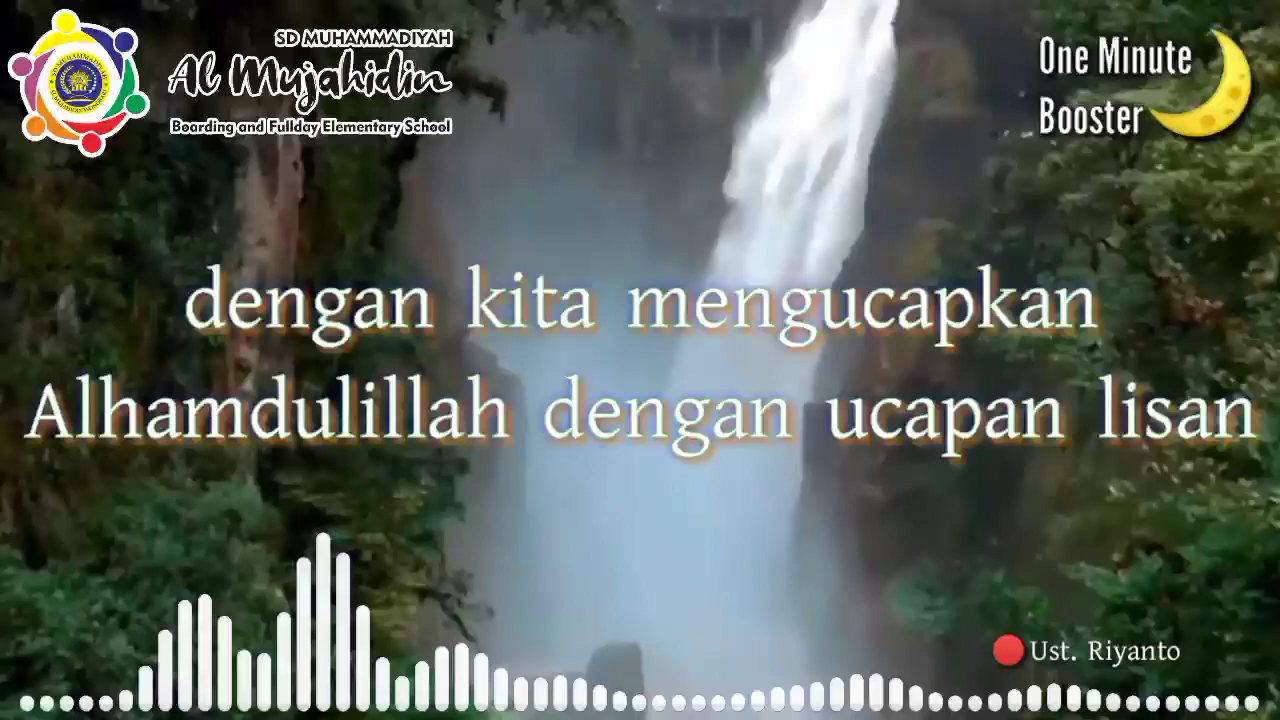 SD MUHAMMADIYAH
Al Mujahidin
Boarding and Fullday Elementary School
One Minute
Booster
dengan kita mengucapkan
Alhamdulillah dengan ucapan lisan
Ust. Riyanto